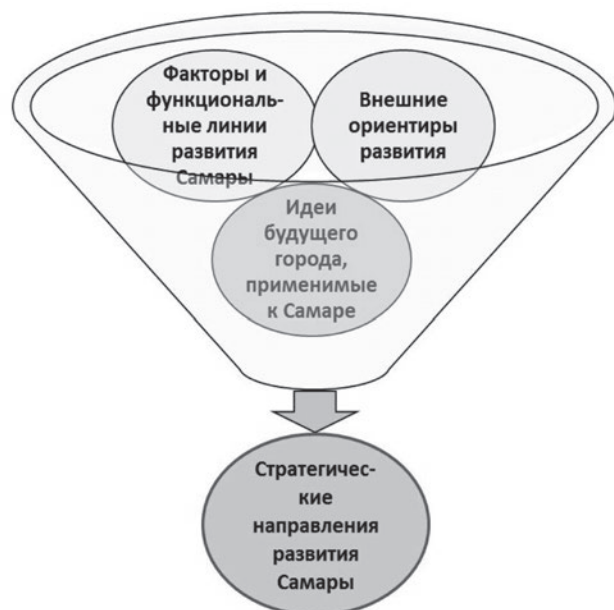 Факторы и
функциональ-
ные линии
развития
Самары
Внешние
ориентиры
развития
Идеи
будущего
города,
применимые
к Самаре
Стратегичес-
кие
направления
развития
Самары